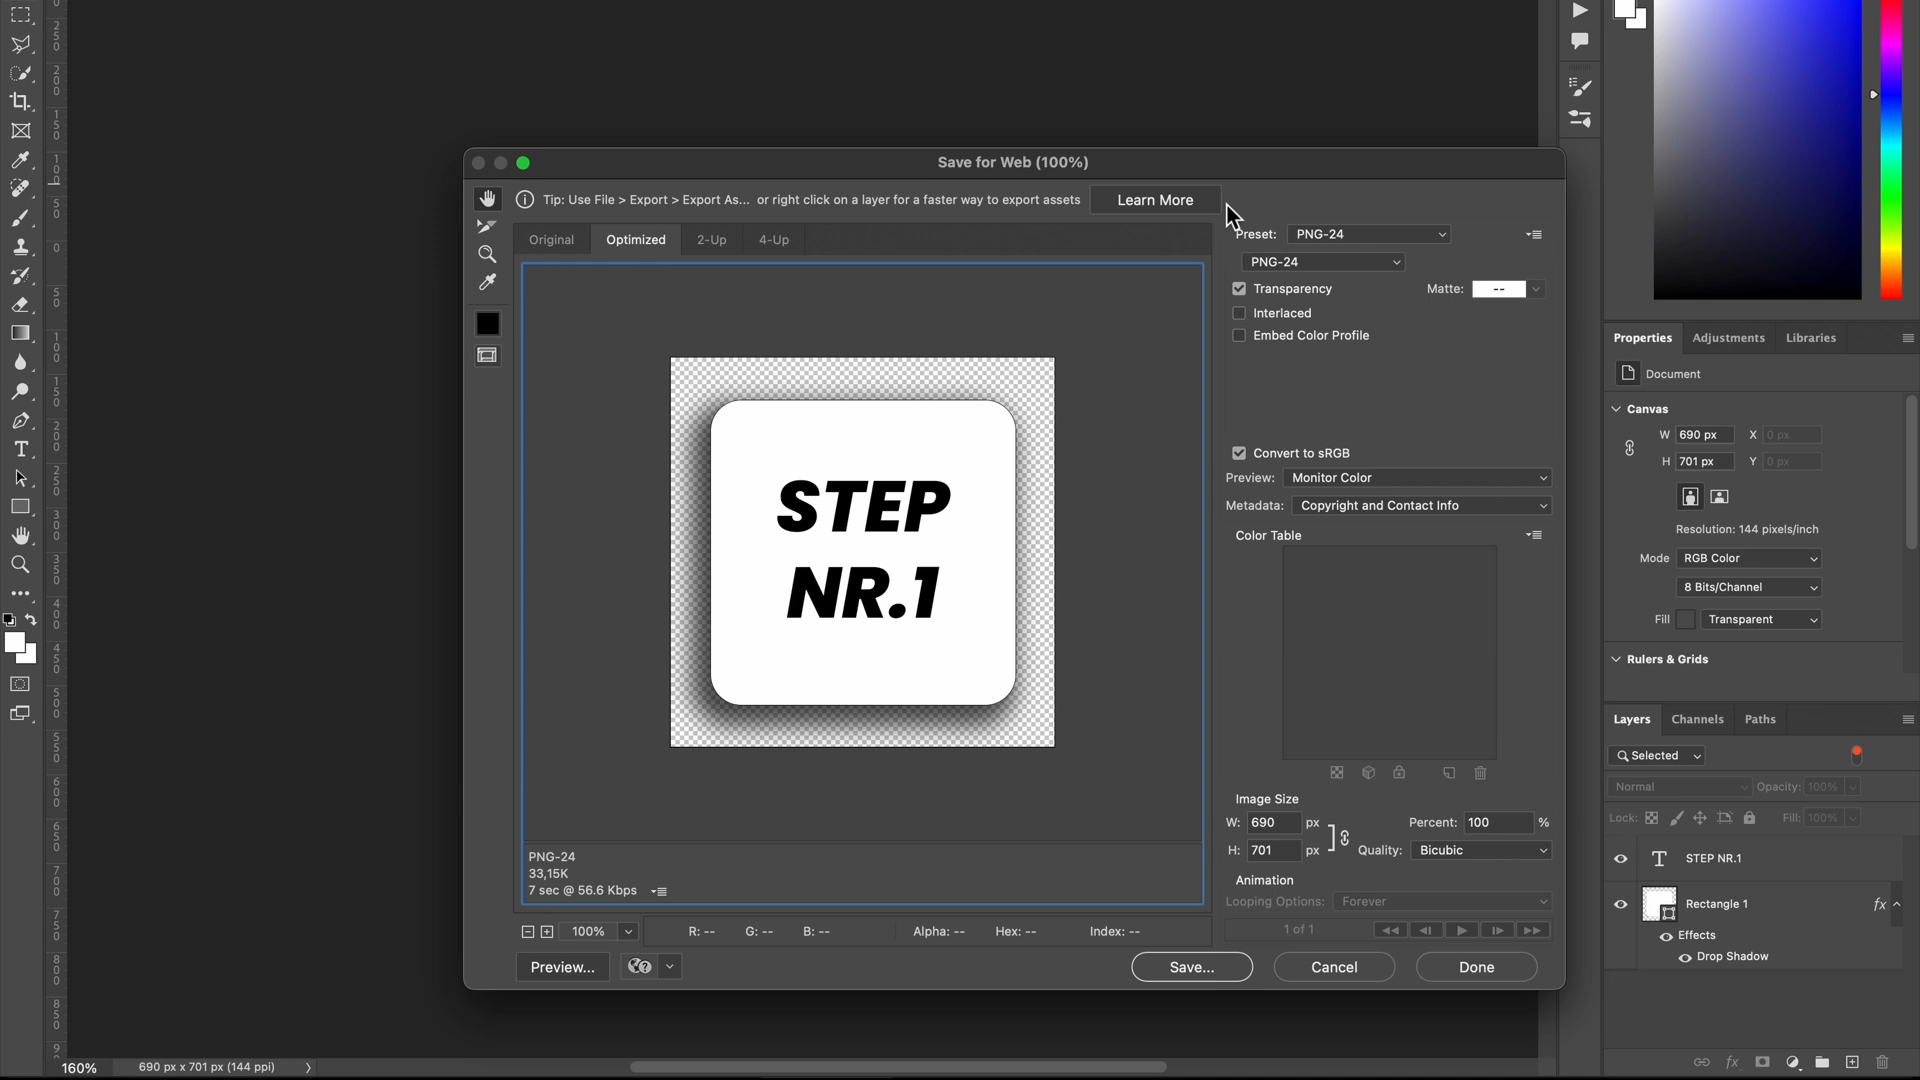 Save for Web (100%)
Tip: Use File > Export > Export As... or right click on a layer for a faster way to export assets
Learn More
Original
Optimized
2-Up
4-Up
Preset:
PNG-24
PNG-24
Transparency
Matte:
--
Interlaced
Embed Color Profile
Convert to sRGB
Preview:
Monitor Color
Metadata:
Copyright and Contact Info
Color Table
STEP
NR.1
Image Size
W:
690
px
Percent:
100
%
H:
701
px
Quality:
Bicubic
Animation
Looping Options:
Forever
1 of 1
PNG-24
33,15K
7 sec @ 56.6 Kbps
100%
R: --
G: --
B: --
Alpha: --
Hex: --
Index: --
Preview...
Save...
Cancel
Done
Properties
Adjustments
Libraries
Document
Canvas
W
690 px
X
0 px
H
701 px
Y
0 px
Resolution: 144 pixels/inch
Mode
RGB Color
8 Bits/Channel
Fill
Transparent
Rulers & Grids
Layers
Channels
Paths
Selected
Normal
Opacity:
100%
Lock:
Fill:
100%
STEP NR.1
Rectangle 1
fx
Effects
Drop Shadow
160%
690 px x 701 px (144 ppi)